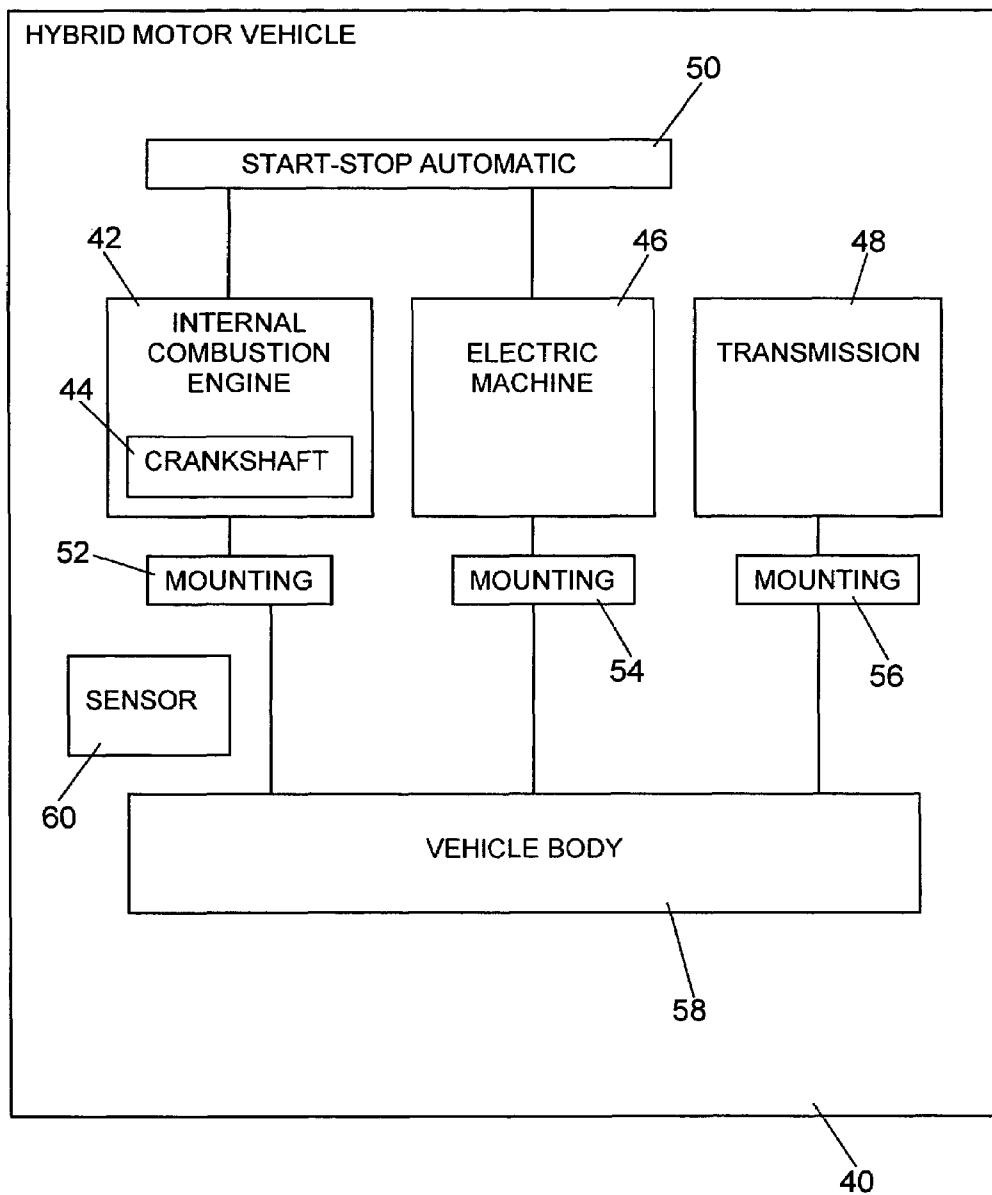 HYBRID MOTOR VEHICLE
50
START-STOP AUTOMATIC
42
46
48
INTERNAL
COMBUSTION
ENGINE
ELECTRIC
MACHINE
TRANSMISSION
44
CRANKSHAFT
52
MOUNTING
MOUNTING
MOUNTING
54
56
SENSOR
60
VEHICLE BODY
58
40